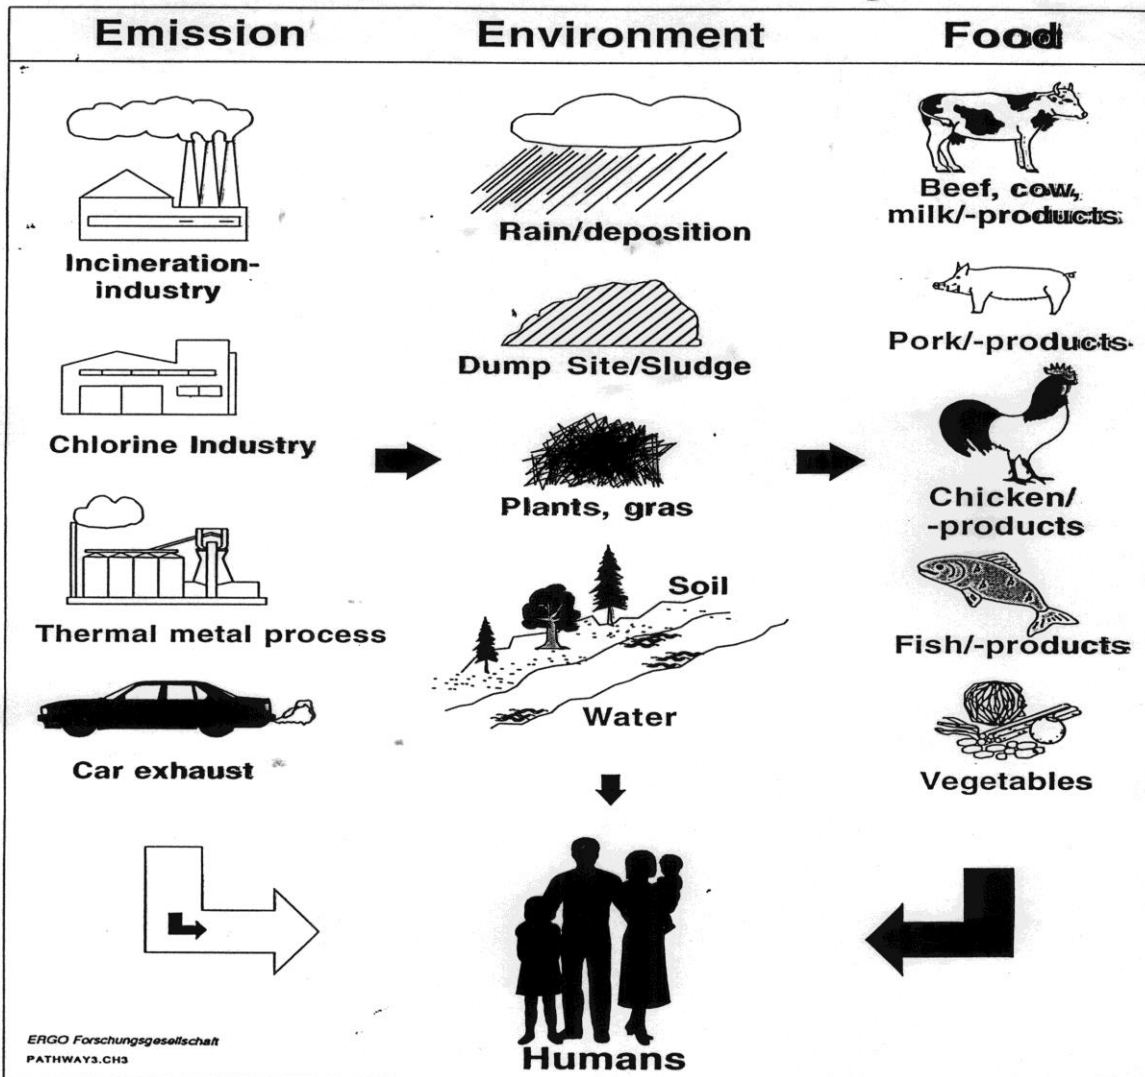 Emission
Environment
Food
Incineration-
industry
Chlorine Industry
Thermal metal process
Car exhaust
Rain/deposition
Dump Site/Sludge
Plants, gras
Soil
Water
Beef, cow,
milk/-products
Pork/-products
Chicken/
-products
Fish/-products
Vegetables
Humans
ERGO Forschungsgesellschaft
PATHWAY3.CH3